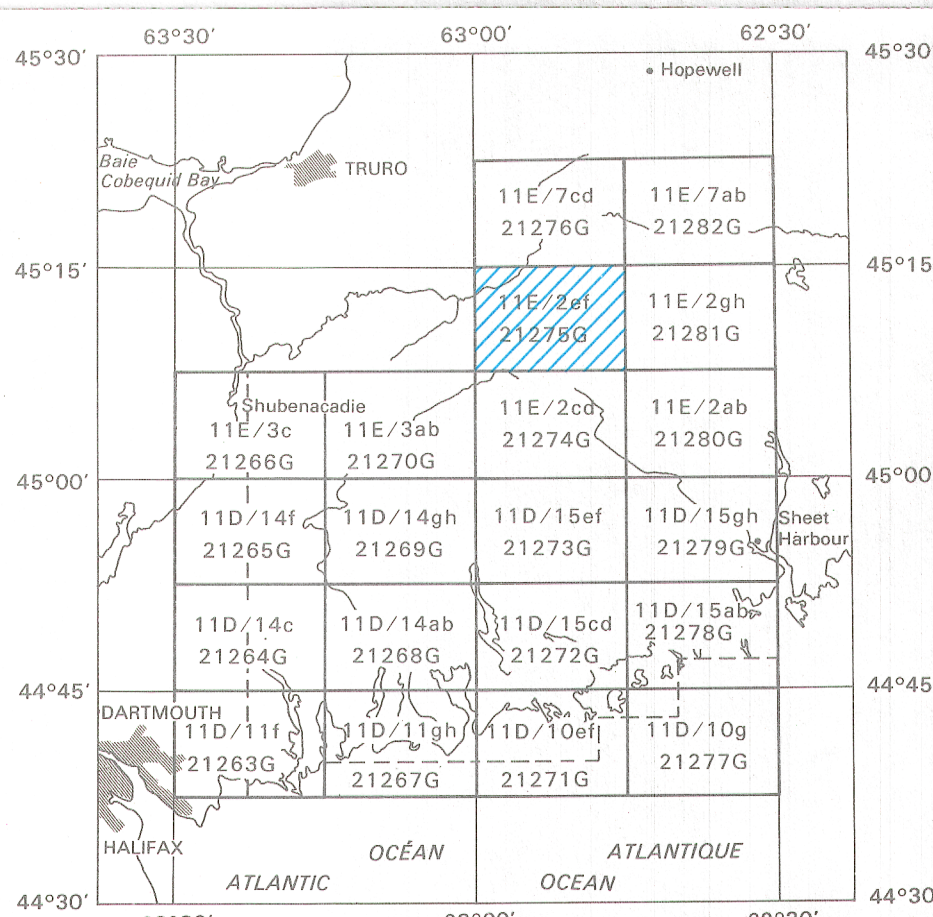 63°30′ 63°00′ 62°30′
45°30′ 45°30′
Hopewell
Baie
Cobequid Bay
TRURO
11E/7cd 11E/7ab
21276G 21282G
45°15′ 45°15′
11E/2ef 11E/2gh
21275G 21281G
Shubenacadie
11E/2cd 11E/2ab
21274G 21280G
11E/3c 11E/3ab
21266G 21270G
45°00′ 45°00′
11D/14f 11D/14gh 11D/15ef 11D/15gh
21265G 21269G 21273G 21279G
Sheet
Harbour
11D/14c 11D/14ab 11D/15cd 11D/15ab
21264G 21268G 21272G 21278G
44°45′ 44°45′
DARTMOUTH
11D/11f 11D/11gh 11D/10ef 11D/10g
21263G 21267G 21271G 21277G
HALIFAX
OCÉAN ATLANTIQUE
ATLANTIC OCEAN
44°30′ 44°30′